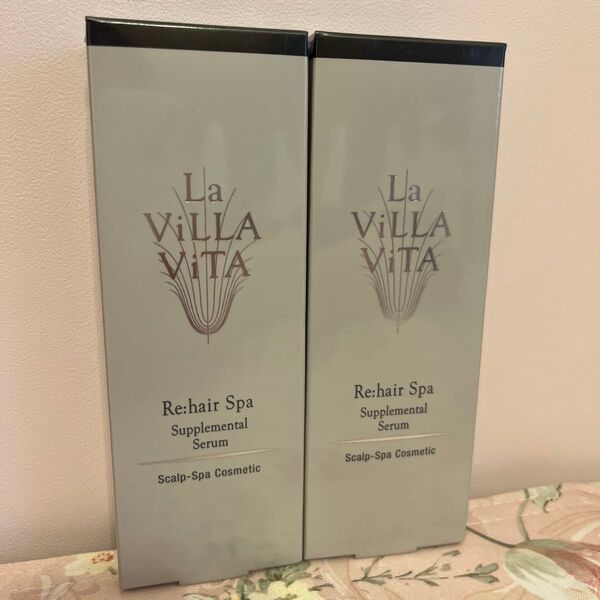 La
ViLLA
ViTA
Re:hair Spa
Supplemental
Serum
Scalp-Spa Cosmetic
La
ViLLA
ViTA
Re:hair Spa
Supplemental
Serum
Scalp-Spa Cosmetic